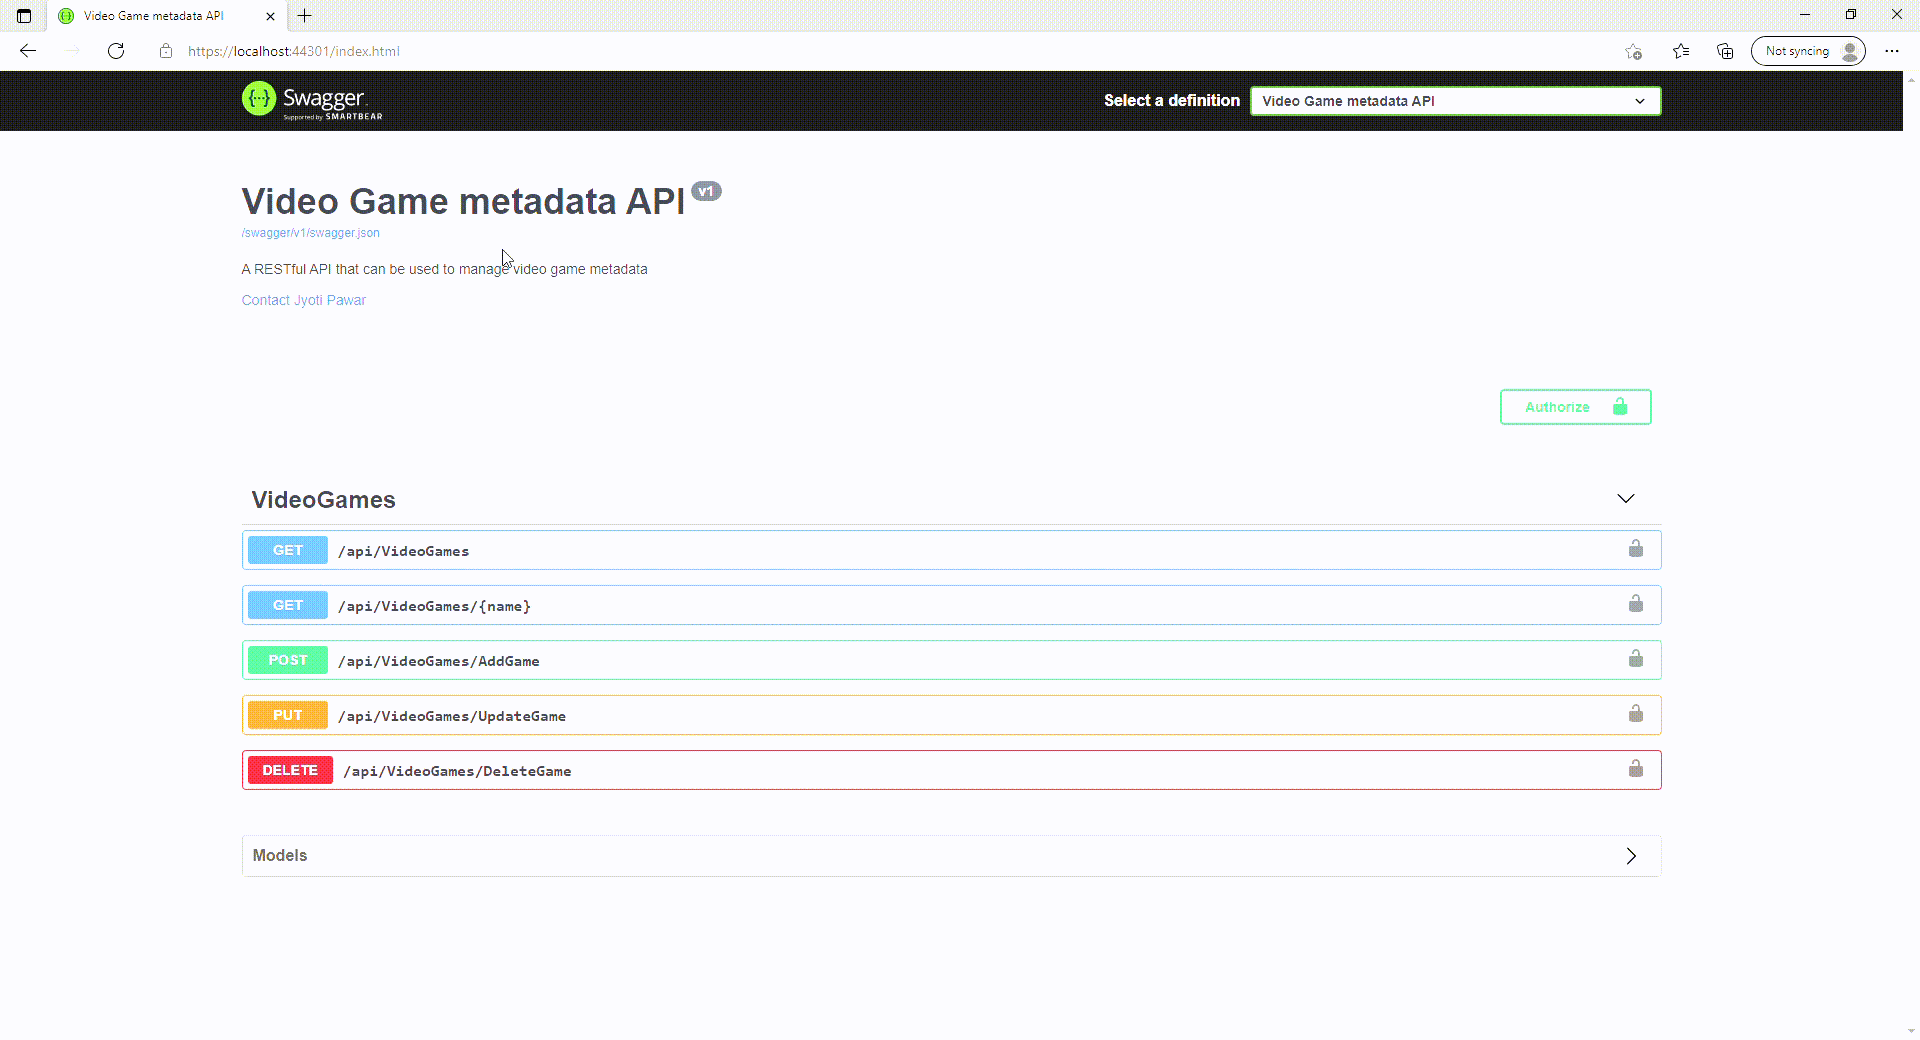 Video Game metadata API
https://localhost:44301/index.html
Not syncing
Swagger
Supported by SMARTBEAR
Select a definition
Video Game metadata API
Video Game metadata API v1
/swagger/v1/swagger.json
A RESTful API that can be used to manage video game metadata
Contact Jyoti Pawar
Authorize
VideoGames
GET /api/VideoGames
GET /api/VideoGames/{name}
POST /api/VideoGames/AddGame
PUT /api/VideoGames/UpdateGame
DELETE /api/VideoGames/DeleteGame
Models